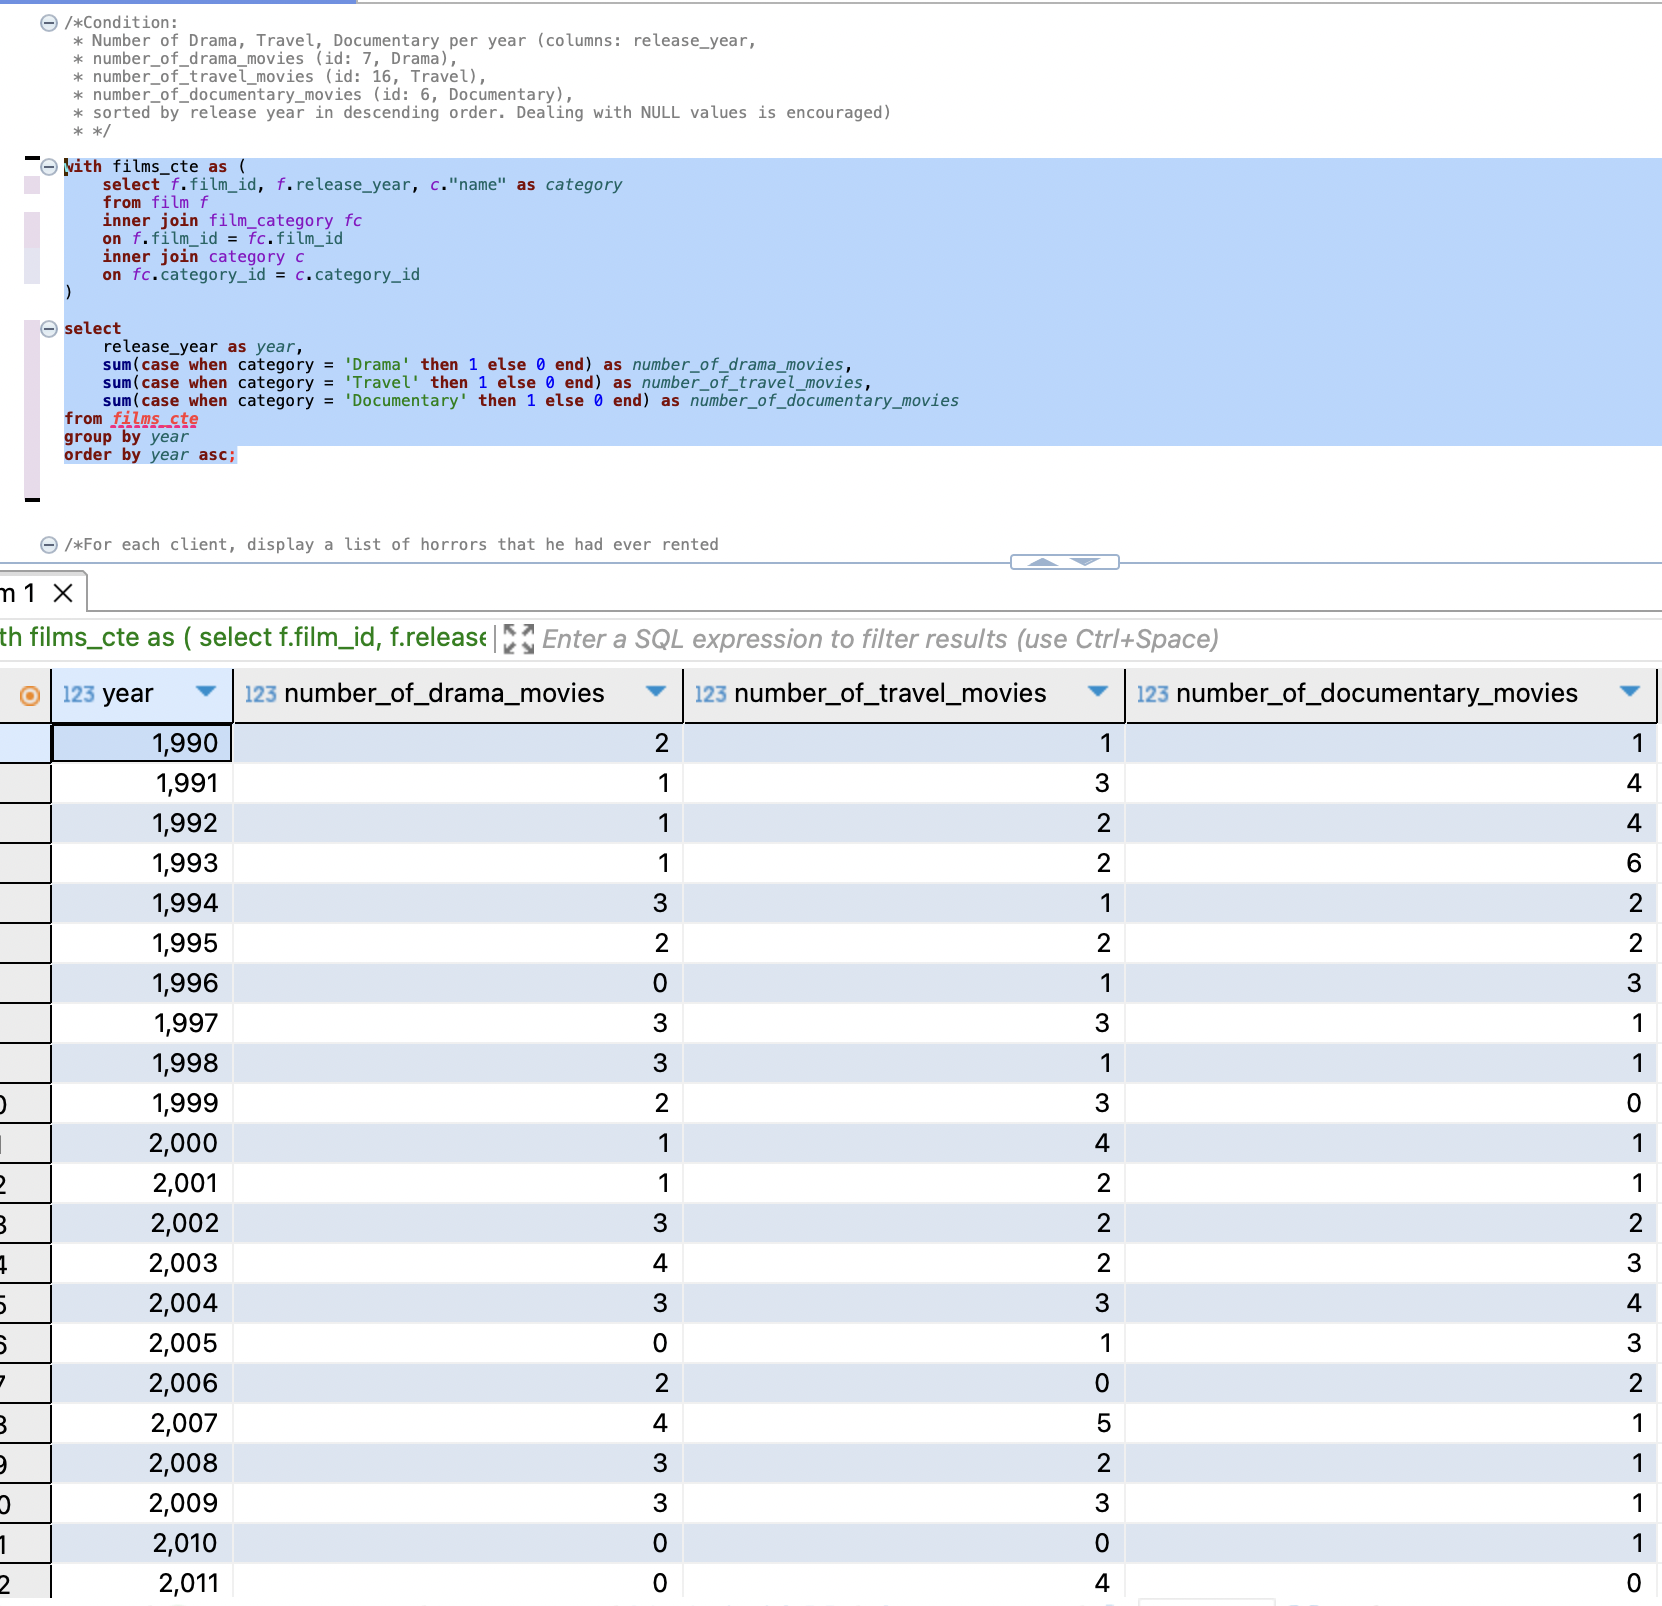 /*Condition:
* Number of Drama, Travel, Documentary per year (columns: release_year,
* number_of_drama_movies (id: 7, Drama),
* number_of_travel_movies (id: 16, Travel),
* number_of_documentary_movies (id: 6, Documentary),
* sorted by release year in descending order. Dealing with NULL values is encouraged)
* */
with films_cte as (
select f.film_id, f.release_year, c."name" as category
from film f
inner join film_category fc
on f.film_id = fc.film_id
inner join category c
on fc.category_id = c.category_id
)
select
release_year as year,
sum(case when category = 'Drama' then 1 else 0 end) as number_of_drama_movies,
sum(case when category = 'Travel' then 1 else 0 end) as number_of_travel_movies,
sum(case when category = 'Documentary' then 1 else 0 end) as number_of_documentary_movies
from films_cte
group by year
order by year asc;
/*For each client, display a list of horrors that he had ever rented
m 1
th films_cte as ( select f.film_id, f.release Enter a SQL expression to filter results (use Ctrl+Space)
123 year 123 number_of_drama_movies 123 number_of_travel_movies 123 number_of_documentary_movies
1,990 2 1 1
1,991 1 3 4
1,992 1 2 4
1,993 1 2 6
1,994 3 1 2
1,995 2 2 2
1,996 0 1 3
1,997 3 3 1
1,998 3 1 1
0 1,999 2 3 0
1 2,000 1 4 1
2 2,001 1 2 1
3 2,002 3 2 2
4 2,003 4 2 3
5 2,004 3 3 4
6 2,005 0 1 3
7 2,006 2 0 2
8 2,007 4 5 1
9 2,008 3 2 1
0 2,009 3 3 1
1 2,010 0 0 1
2 2,011 0 4 0